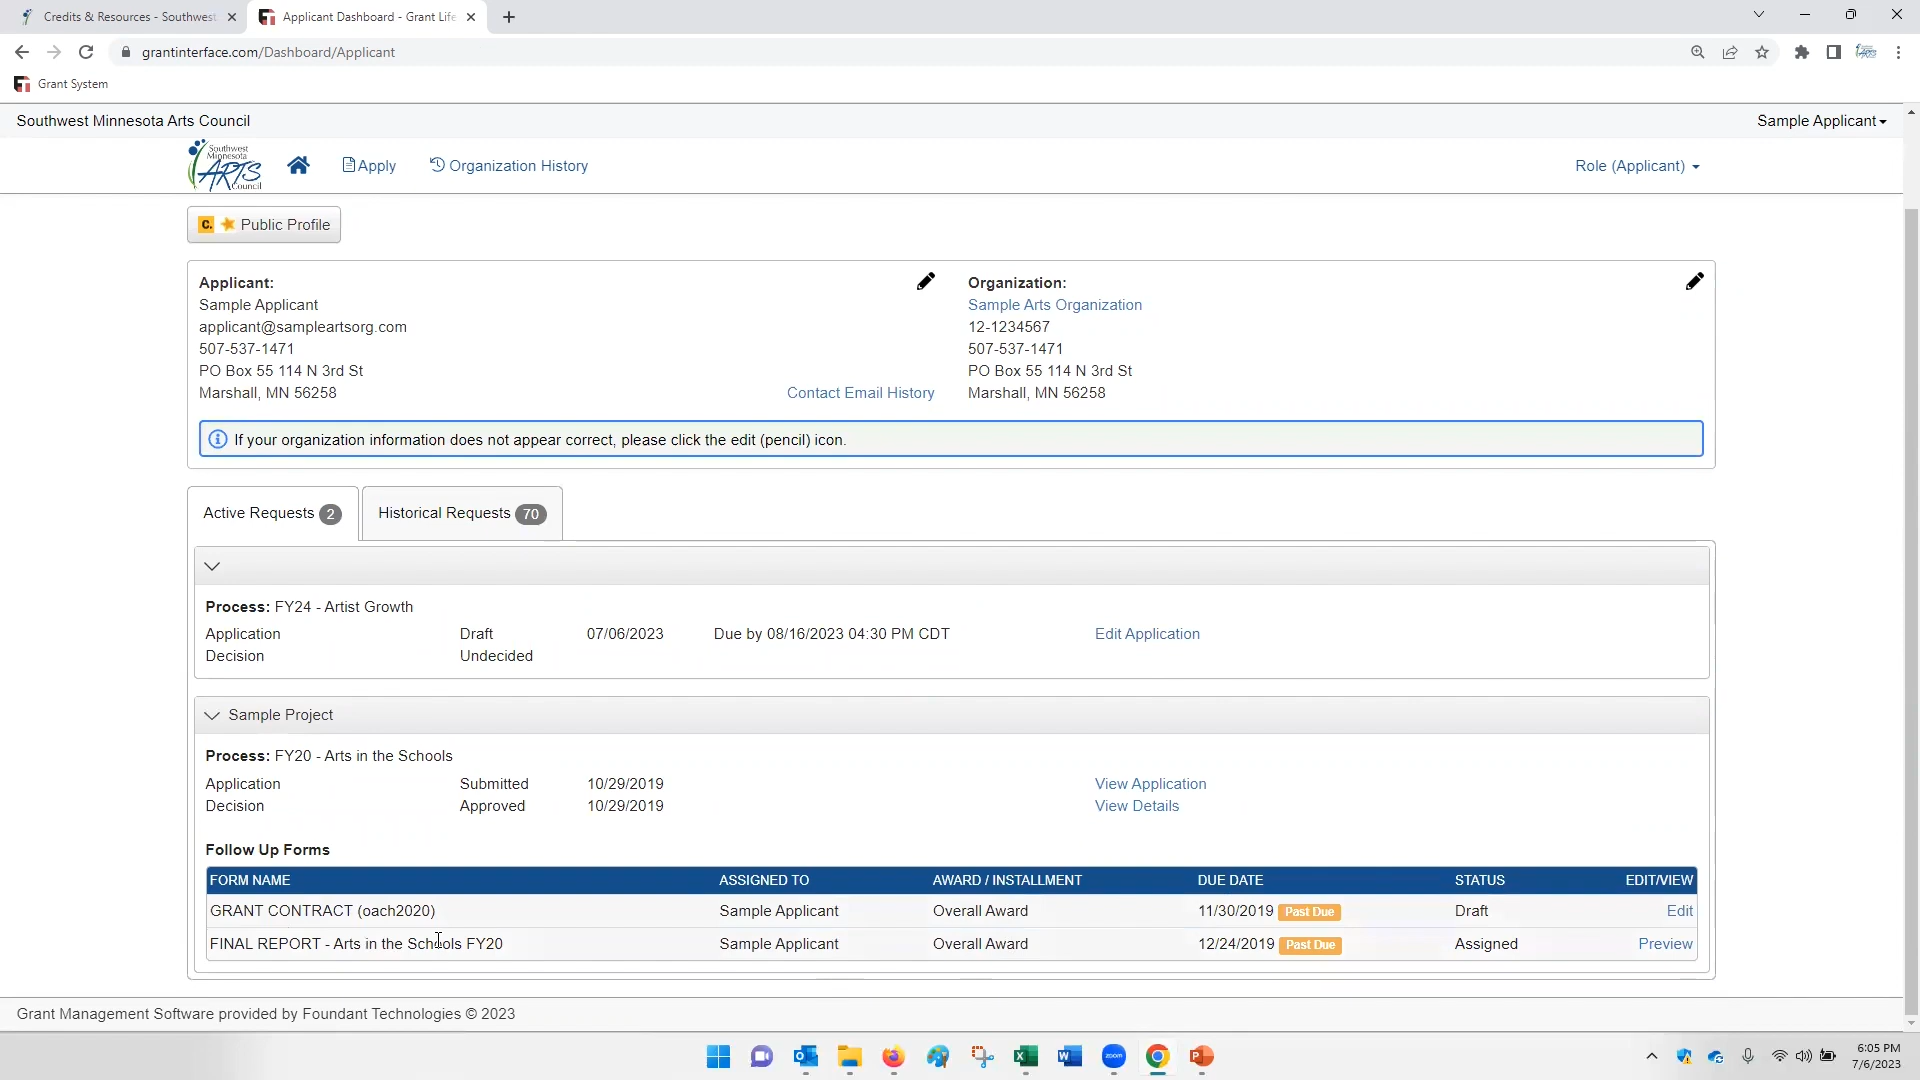 Credits & Resources - Southwest
Applicant Dashboard - Grant Life
grantinterface.com/Dashboard/Applicant
Grant System
Southwest Minnesota Arts Council
Sample Applicant
Southwest
Minnesota
ARTS
Council
Apply
Organization History
Role (Applicant)
C. Public Profile
Applicant:
Sample Applicant
applicant@sampleartsorg.com
507-537-1471
PO Box 55 114 N 3rd St
Marshall, MN 56258
Contact Email History
Organization:
Sample Arts Organization
12-1234567
507-537-1471
PO Box 55 114 N 3rd St
Marshall, MN 56258
If your organization information does not appear correct, please click the edit (pencil) icon.
Active Requests 2
Historical Requests 70
Process: FY24 - Artist Growth
Application Draft 07/06/2023 Due by 08/16/2023 04:30 PM CDT Edit Application
Decision Undecided
Sample Project
Process: FY20 - Arts in the Schools
Application Submitted 10/29/2019 View Application
Decision Approved 10/29/2019 View Details
Follow Up Forms
FORM NAME ASSIGNED TO AWARD / INSTALLMENT DUE DATE STATUS EDIT/VIEW
GRANT CONTRACT (oach2020) Sample Applicant Overall Award 11/30/2019 Past Due Draft Edit
FINAL REPORT - Arts in the Schools FY20 Sample Applicant Overall Award 12/24/2019 Past Due Assigned Preview
Grant Management Software provided by Foundant Technologies © 2023
zoom
6:05 PM
7/6/2023